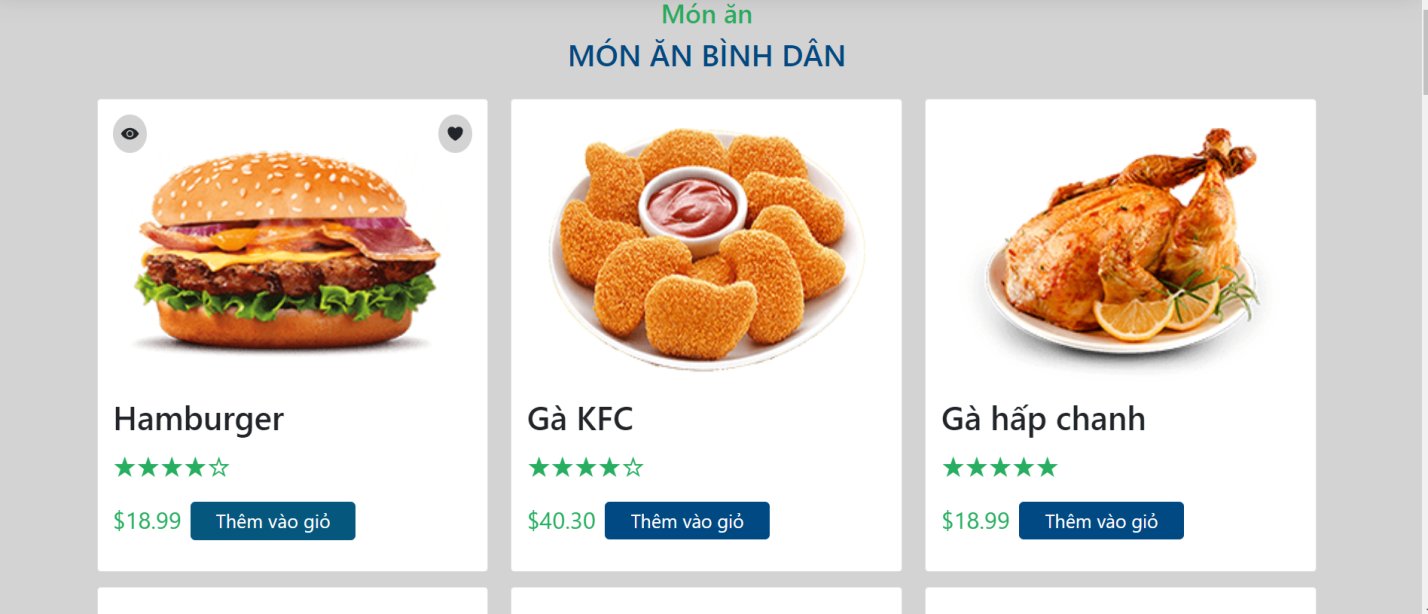 Món ăn
MÓN ĂN BÌNH DÂN
Hamburger
$18.99 Thêm vào giỏ
Gà KFC
$40.30 Thêm vào giỏ
Gà hấp chanh
$18.99 Thêm vào giỏ